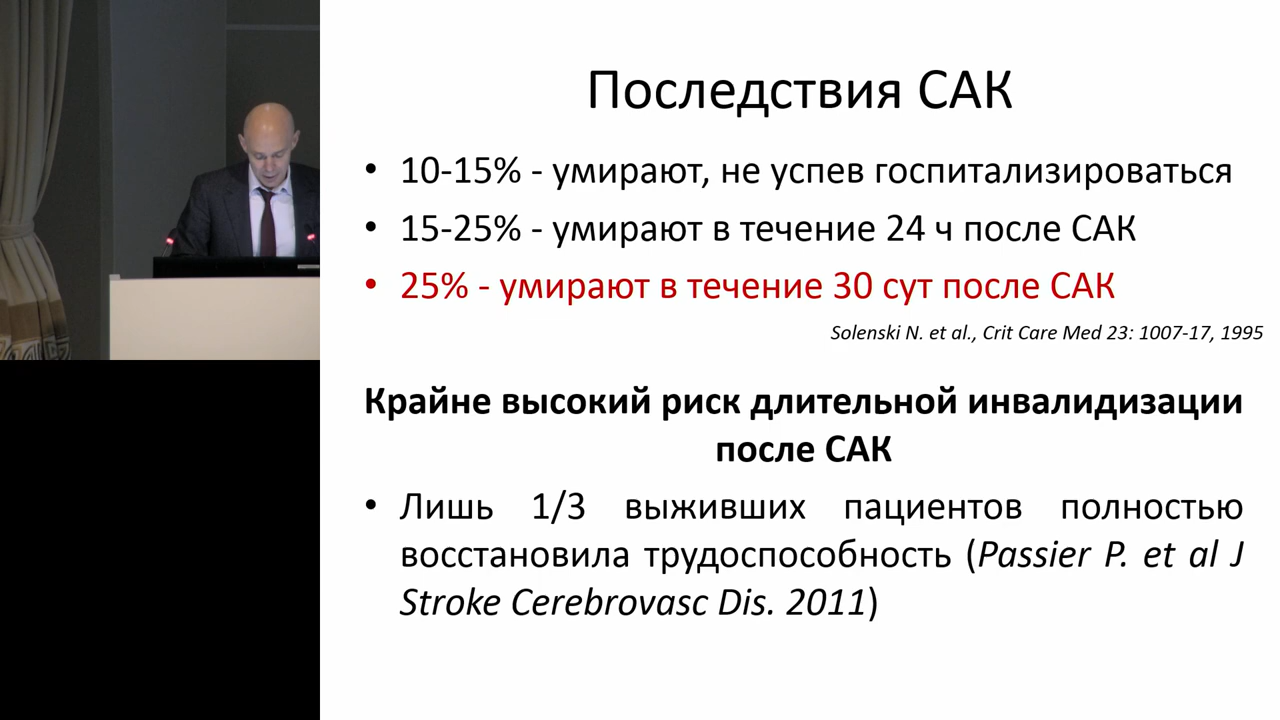 Последствия САК
• 10-15% - умирают, не успев госпитализироваться
• 15-25% - умирают в течение 24 ч после САК
• 25% - умирают в течение 30 сут после САК
Solenski N. et al., Crit Care Med 23: 1007-17, 1995
Крайне высокий риск длительной инвалидизации
после САК
• Лишь 1/3 выживших пациентов полностью
восстановила трудоспособность (Passier P. et al J
Stroke Cerebrovasc Dis. 2011)